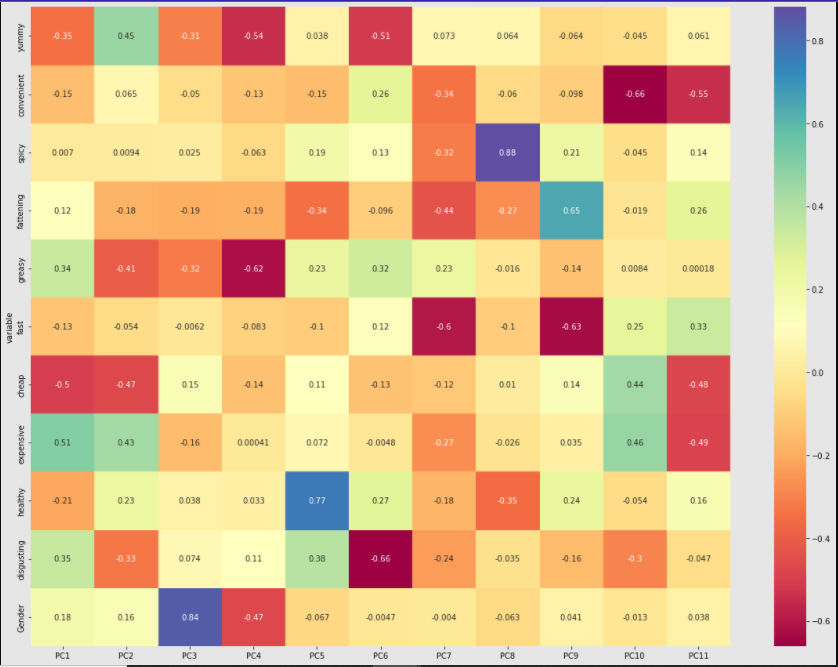 yummy -0.35 0.45 -0.31 -0.54 0.038 -0.51 0.073 0.064 -0.064 -0.045 0.061
convenient -0.15 0.065 -0.05 -0.13 -0.15 0.26 -0.34 -0.06 -0.098 -0.66 -0.55
spicy 0.007 0.0094 0.025 -0.063 0.19 0.13 -0.32 0.88 0.21 -0.045 0.14
fattening 0.12 -0.18 -0.19 -0.19 -0.34 -0.096 -0.44 -0.27 0.65 -0.019 0.26
greasy 0.34 -0.41 -0.32 -0.62 0.23 0.32 0.23 -0.016 -0.14 0.0084 0.00018
variable
fast -0.13 -0.054 -0.0062 -0.083 -0.1 0.12 -0.6 -0.1 -0.63 0.25 0.33
cheap -0.5 -0.47 0.15 -0.14 0.11 -0.13 -0.12 0.01 0.14 0.44 -0.48
expensive 0.51 0.43 -0.16 0.00041 0.072 -0.0048 -0.27 -0.026 0.035 0.46 -0.49
healthy -0.21 0.23 0.038 0.033 0.77 0.27 -0.18 -0.35 0.24 -0.054 0.16
disgusting 0.35 -0.33 0.074 0.11 0.38 -0.66 -0.24 -0.035 -0.16 -0.3 -0.047
Gender 0.18 0.16 0.84 -0.47 -0.067 -0.0047 -0.004 -0.063 0.041 -0.013 0.038
PC1 PC2 PC3 PC4 PC5 PC6 PC7 PC8 PC9 PC10 PC11
0.8
0.6
0.4
0.2
0.0
-0.2
-0.4
-0.6